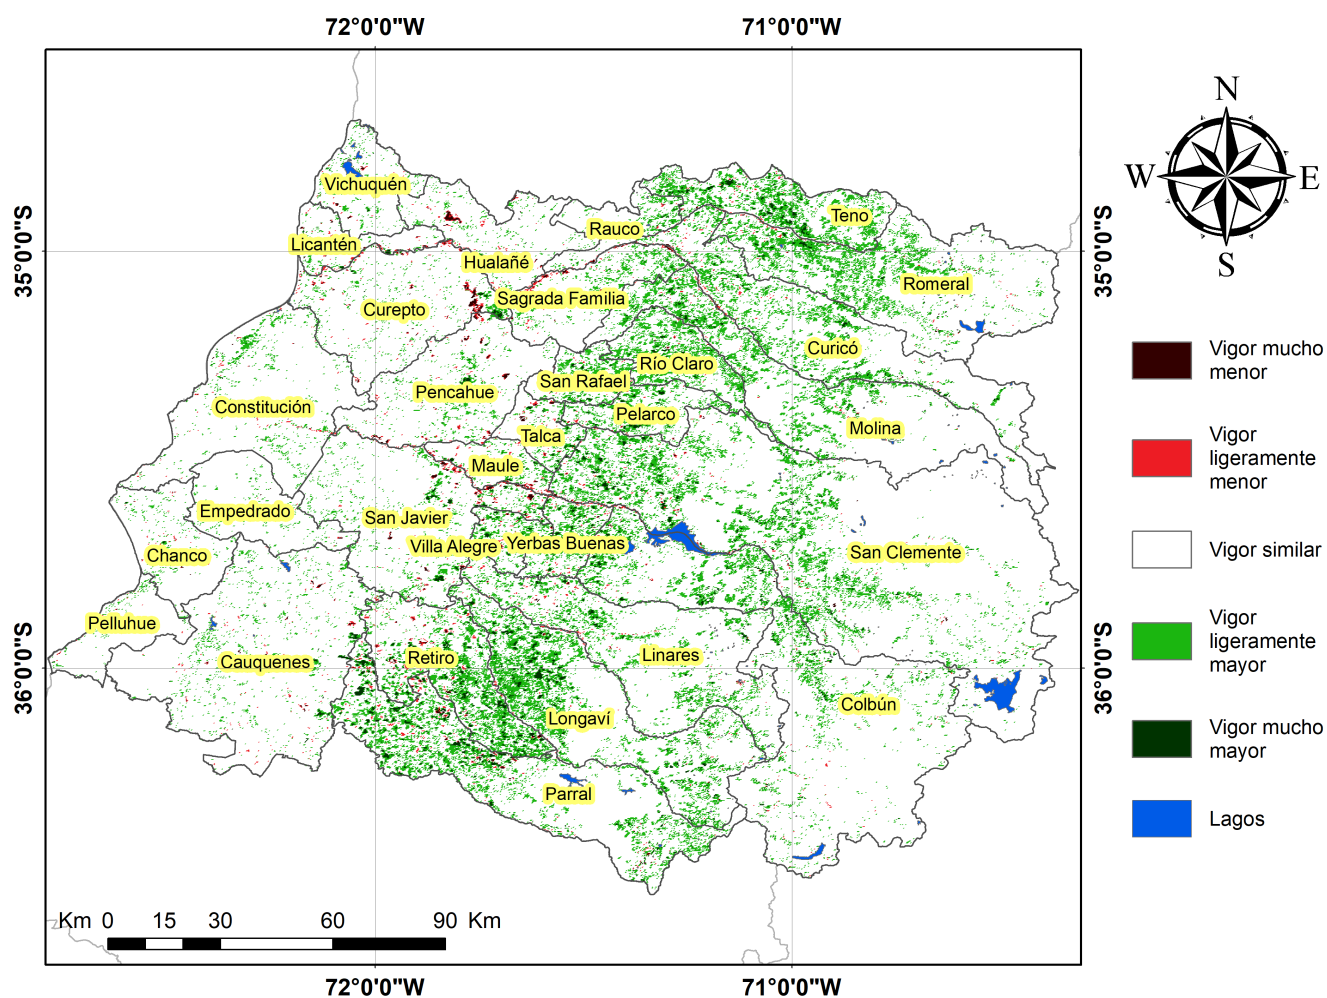 72°0'0"W
71°0'0"W
N
W
E
S
35°0'0"S
35°0'0"S
36°0'0"S
36°0'0"S
Vichuquén
Teno
Rauco
Licantén
Hualañé
Romeral
Sagrada Familia
Curepto
Curicó
Río Claro
San Rafael
Pencahue
Constitución
Pelarco
Molina
Talca
Maule
Empedrado
San Javier
Yerbas Buenas
Villa Alegre
San Clemente
Chanco
Pelluhue
Linares
Retiro
Cauquenes
Colbún
Longaví
Parral
Vigor mucho
menor
Vigor
ligeramente
menor
Vigor similar
Vigor
ligeramente
mayor
Vigor mucho
mayor
Lagos
Km 0 15 30 60 90 Km
72°0'0"W
71°0'0"W